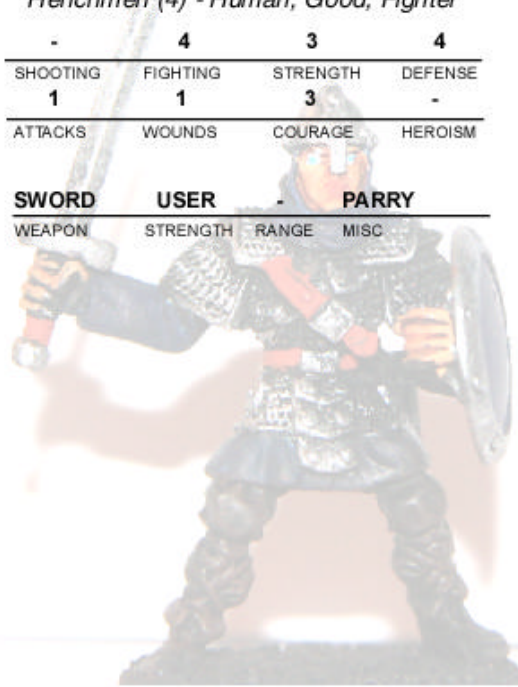 Henchmen (4) - Human, Good, Fighter
- 4 3 4
SHOOTING FIGHTING STRENGTH DEFENSE
1 1 3 -
ATTACKS WOUNDS COURAGE HEROISM
SWORD USER - PARRY
WEAPON STRENGTH RANGE MISC